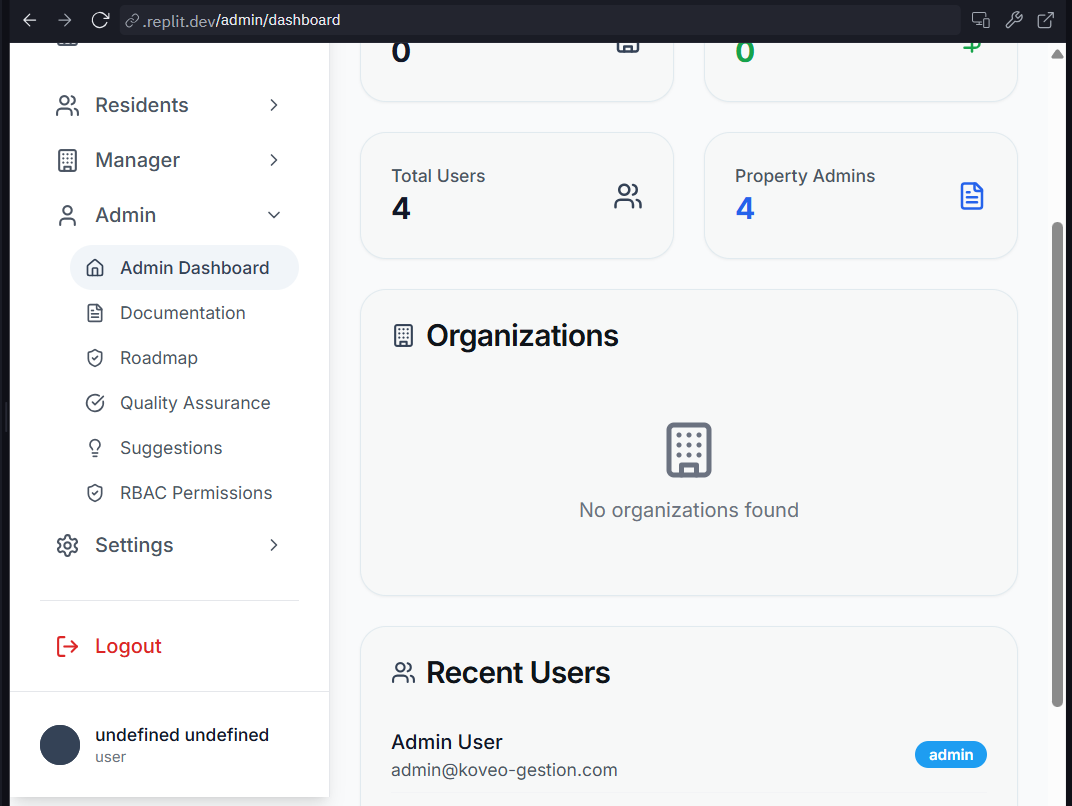 .replit.dev/admin/dashboard
Residents
Manager
Admin
Admin Dashboard
Documentation
Roadmap
Quality Assurance
Suggestions
RBAC Permissions
Settings
Logout
undefined undefined
user
0
0
Total Users
4
Property Admins
4
Organizations
No organizations found
Recent Users
Admin User
admin@koveo-gestion.com
admin